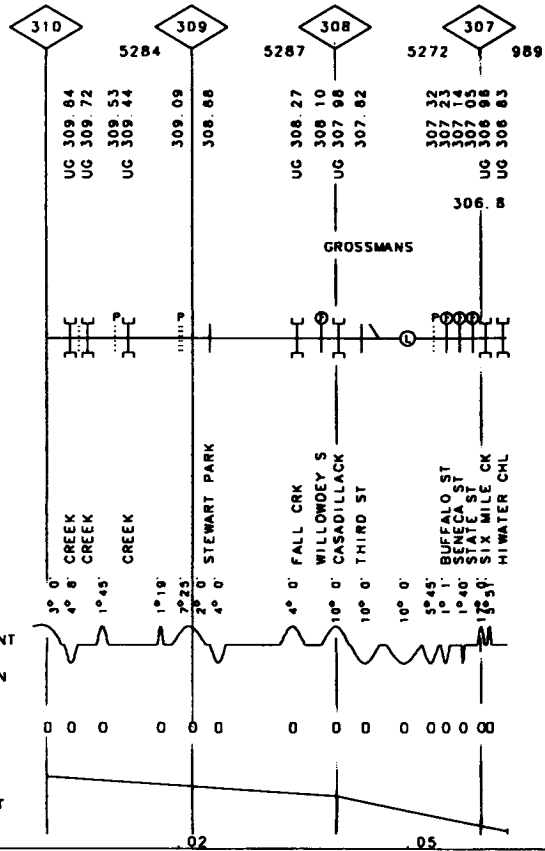 310 309 308 307
5284 5287 5272 989
UG 309.84
UG 309.72
309.53
UG 309.44
309.09
308.88
UG 308.27
308 10
UG 307 98
307.82
307 32
307 23
307 14
307 05
UG 306 96
UG 306 83
306.8
GROSSMANS
P P F L P F F F
CREEK
CREEK
CREEK
STEWART PARK
FALL CRK
WILLOWDEY S
CASADILLACK
THIRD ST
BUFFALO ST
SENECA ST
STATE ST
SIX MILE CK
HIWATER CHL
3° 0'
4° 8'
1° 45'
1° 19'
7° 25'
2° 0'
4° 0'
4° 0'
10° 0'
10° 0'
10° 0'
5° 45'
1° 1'
1° 40'
NT
N
0 0 0 0 0 0 0 0 0 0 0 0 0 0 0
T
.02 .05